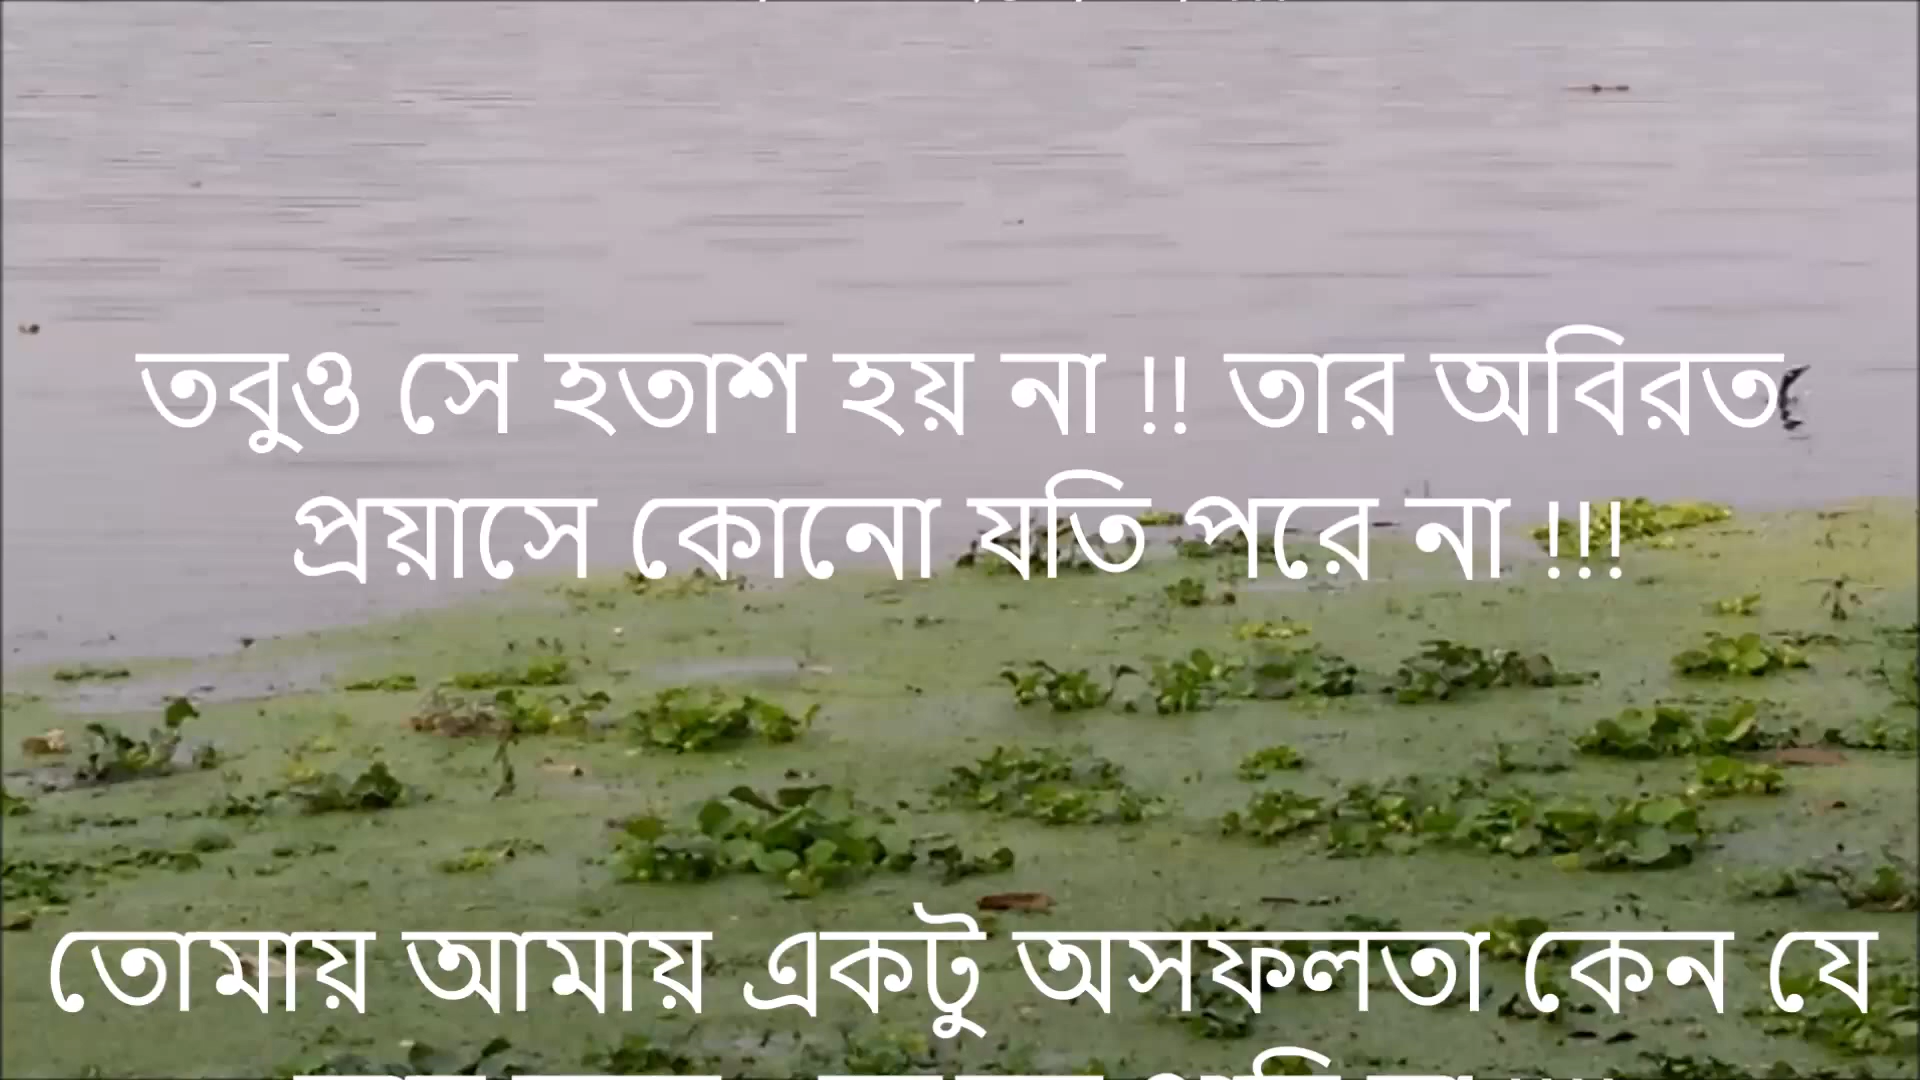 তবুও সে হতাশ হয় না !! তার অবিরত
প্রয়াসে কোনো যতি পরে না !!!
তোমায় আমায় একটু অসফলতা কেন যে